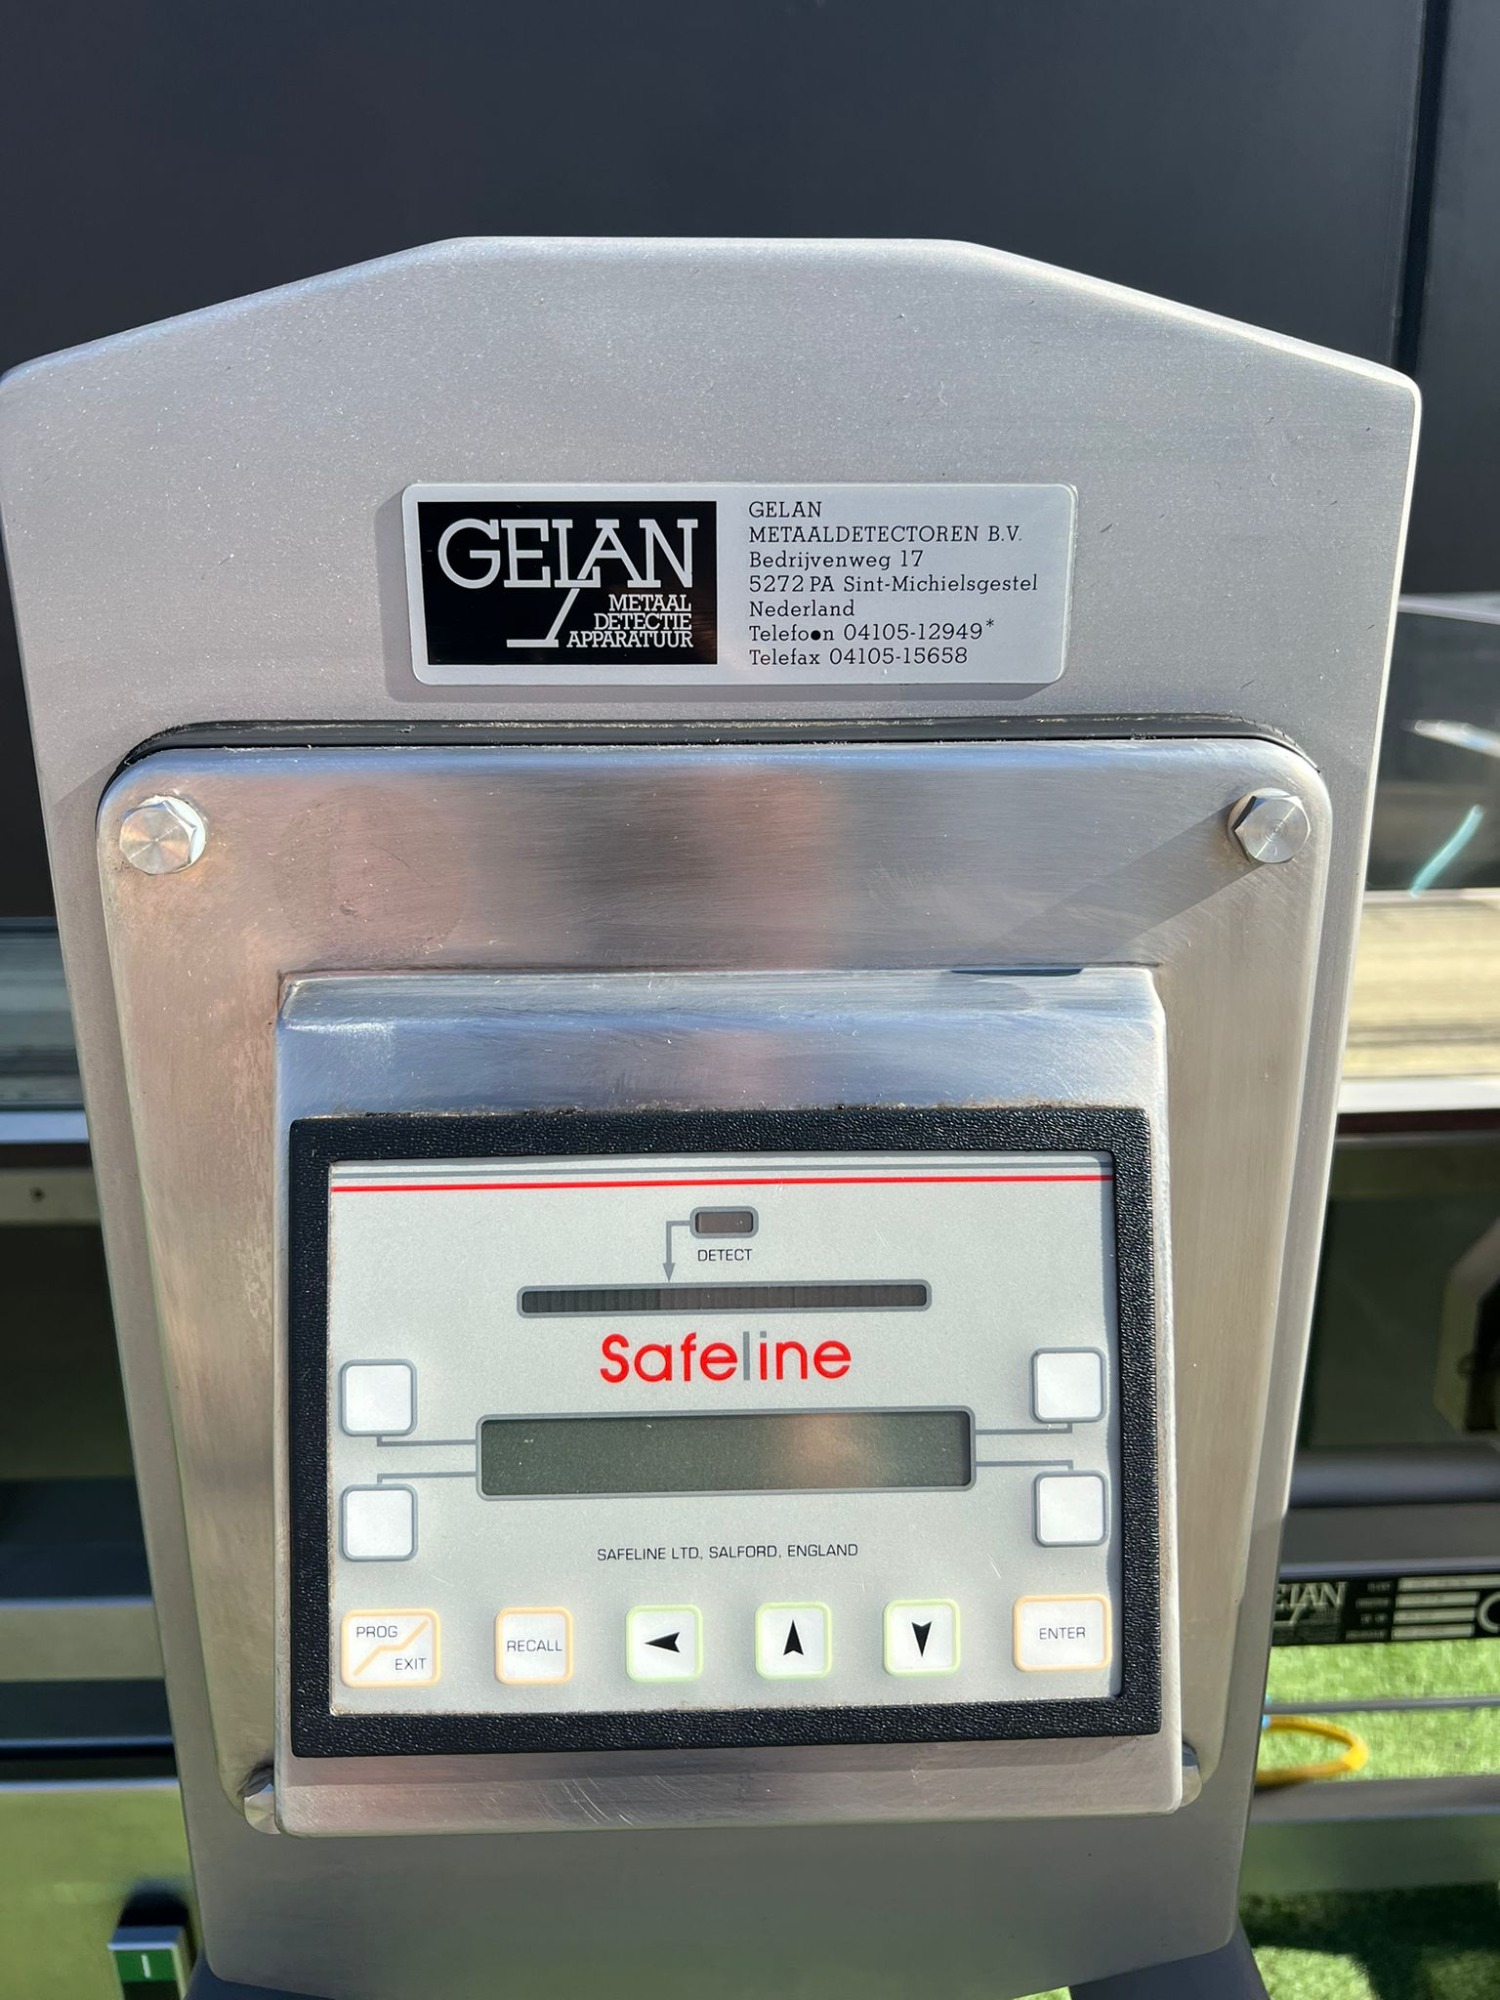 GELAN
METAAL
DETECTIE
APPARATUUR
GELAN
METAALDETECTOREN B.V.
Bedrijvenweg 17
5272 PA Sint-Michielsgestel
Nederland
Telefoon 04105-12949*
Telefax 04105-15658
DETECT
Safeline
SAFELINE LTD, SALFORD, ENGLAND
PROG
EXIT
RECALL
ENTER